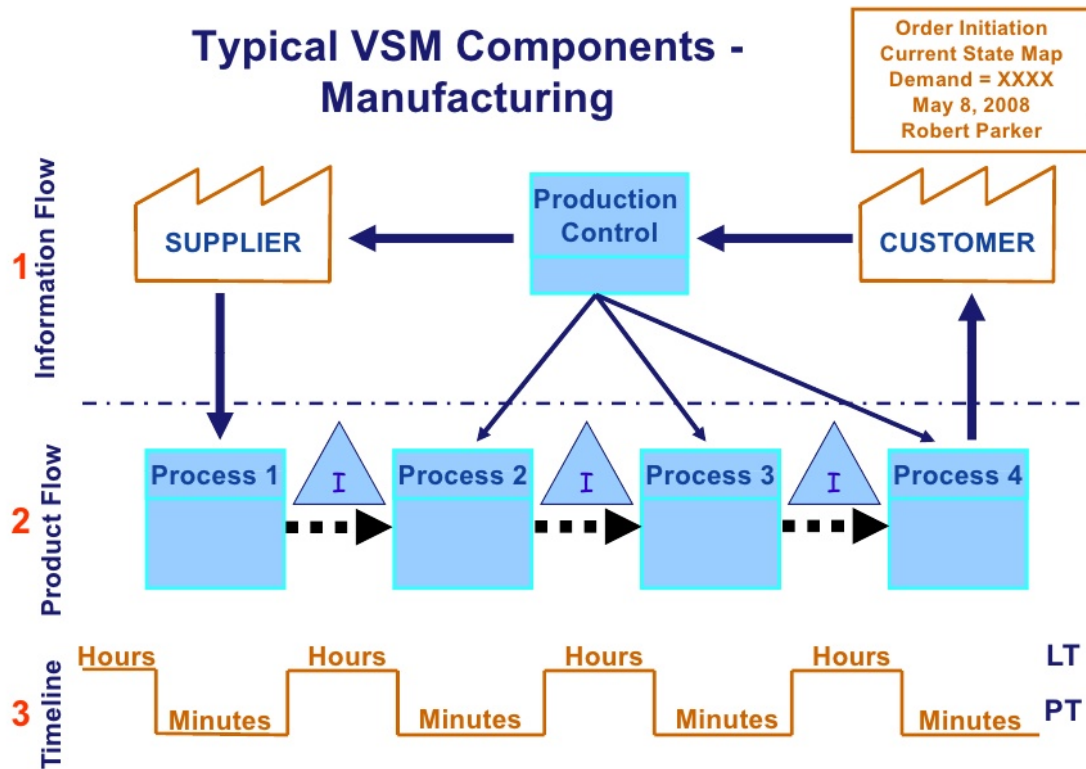 Typical VSM Components -
Manufacturing
Order Initiation
Current State Map
Demand = XXXX
May 8, 2008
Robert Parker
1
Information Flow
SUPPLIER
Production
Control
CUSTOMER
2
Product Flow
Process 1
I
Process 2
I
Process 3
I
Process 4
3
Timeline
Hours
Hours
Hours
Hours
LT
Minutes
Minutes
Minutes
Minutes
PT